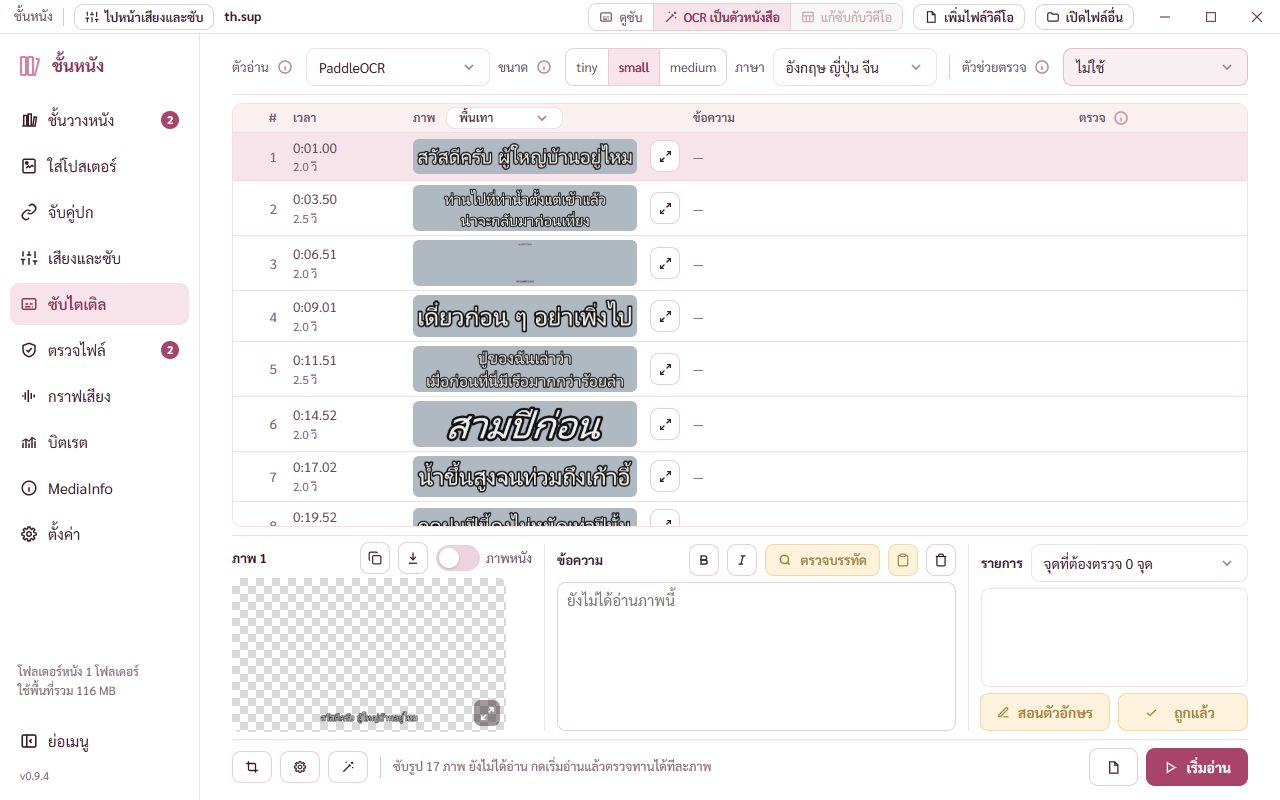 ชั้นหนัง
ไปหน้าเสียงและซับ
th.sup
ดูซับ
OCR เป็นตัวหนังสือ
แก้ซับกับวิดีโอ
เพิ่มไฟล์วิดีโอ
เปิดไฟล์อื่น
ชั้นหนัง
ชั้นวางหนัง 2
ใส่โปสเตอร์
จับคู่ปก
เสียงและซับ
ซับไตเติล
ตรวจไฟล์ 2
กราฟเสียง
บิตเรต
MediaInfo
ตั้งค่า
โฟลเดอร์หนัง 1 โฟลเดอร์
ใช้พื้นที่รวม 116 MB
ย่อเมนู
v0.9.4
ตัวอ่าน PaddleOCR ขนาด tiny small medium ภาษา อังกฤษ ญี่ปุ่น จีน ตัวช่วยตรวจ ไม่ใช้
# เวลา ภาพ พื้นเทา ข้อความ ตรวจ
1 0:01.00 2.0 วิ
สวัสดีครับ ผู้ใหญ่บ้านอยู่ไหม
—
2 0:03.50 2.5 วิ
ท่านไปที่ท่าน้ำตั้งแต่เช้าแล้ว
น่าจะกลับมาก่อนเที่ยง
—
3 0:06.51 2.0 วิ
—
4 0:09.01 2.0 วิ
เดี๋ยวก่อน ๆ อย่าเพิ่งไป
—
5 0:11.51 2.5 วิ
ปู่ของฉันเล่าว่า
เมื่อก่อนที่นี่มีเรือมากกว่าร้อยลำ
—
6 0:14.52 2.0 วิ
สามปีก่อน
—
7 0:17.02 2.0 วิ
น้ำขึ้นสูงจนท่วมถึงเก้าอี้
—
8 0:19.52
ภาพ 1
ภาพหนัง
สวัสดีครับ ผู้ใหญ่บ้านอยู่ไหม
ข้อความ
B I
ตรวจบรรทัด
ยังไม่ได้อ่านภาพนี้
รายการ
จุดที่ต้องตรวจ 0 จุด
สอนตัวอักษร
ถูกแล้ว
ซับรูป 17 ภาพ ยังไม่ได้อ่าน กดเริ่มอ่านแล้วตรวจทานได้ทีละภาพ
เริ่มอ่าน